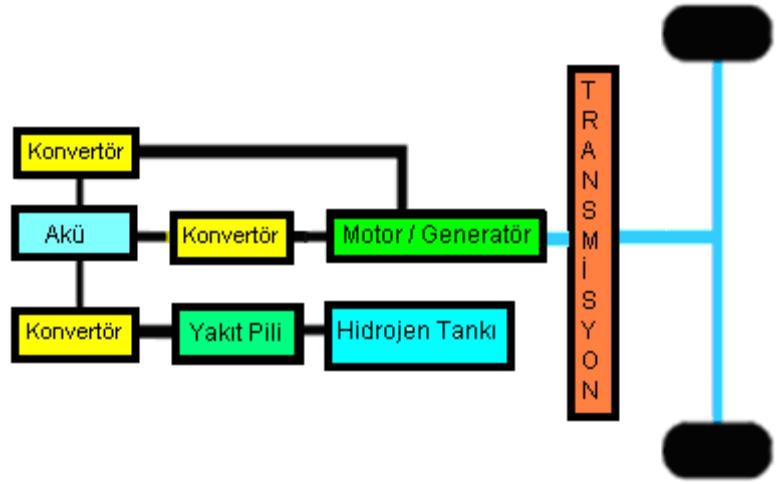 Konvertör
Akü
Konvertör
Motor / Generatör
Konvertör
Yakıt Pili
Hidrojen Tankı
TRANSMİSYON